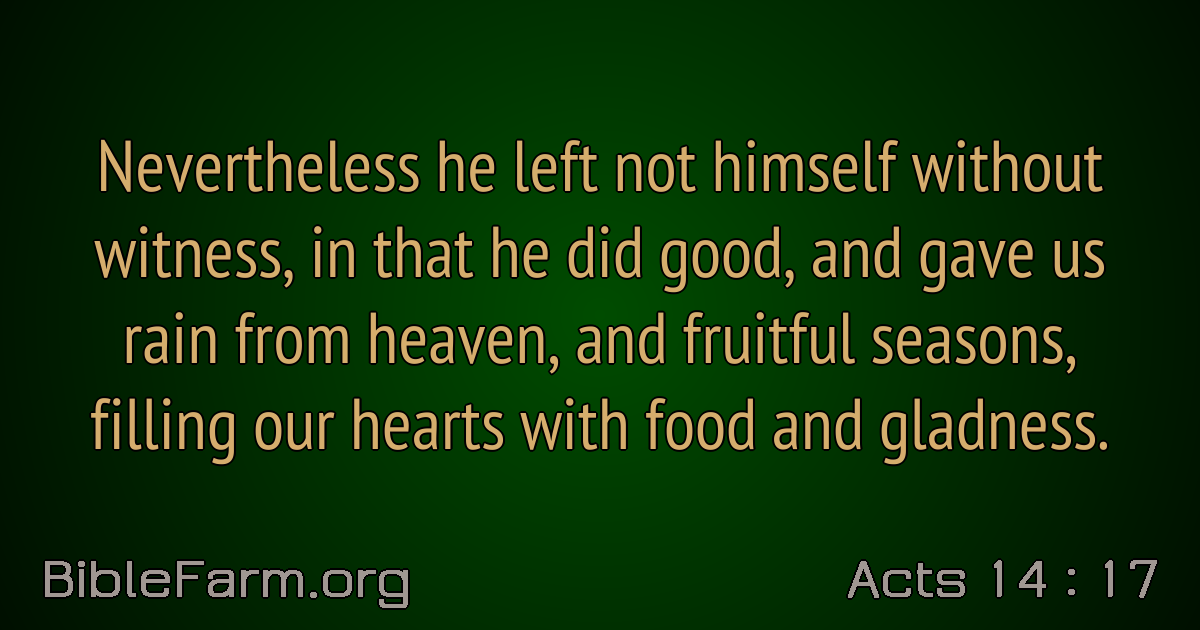 Nevertheless he left not himself without
witness, in that he did good, and gave us
rain from heaven, and fruitful seasons,
filling our hearts with food and gladness.
BibleFarm.org
Acts 14 : 17